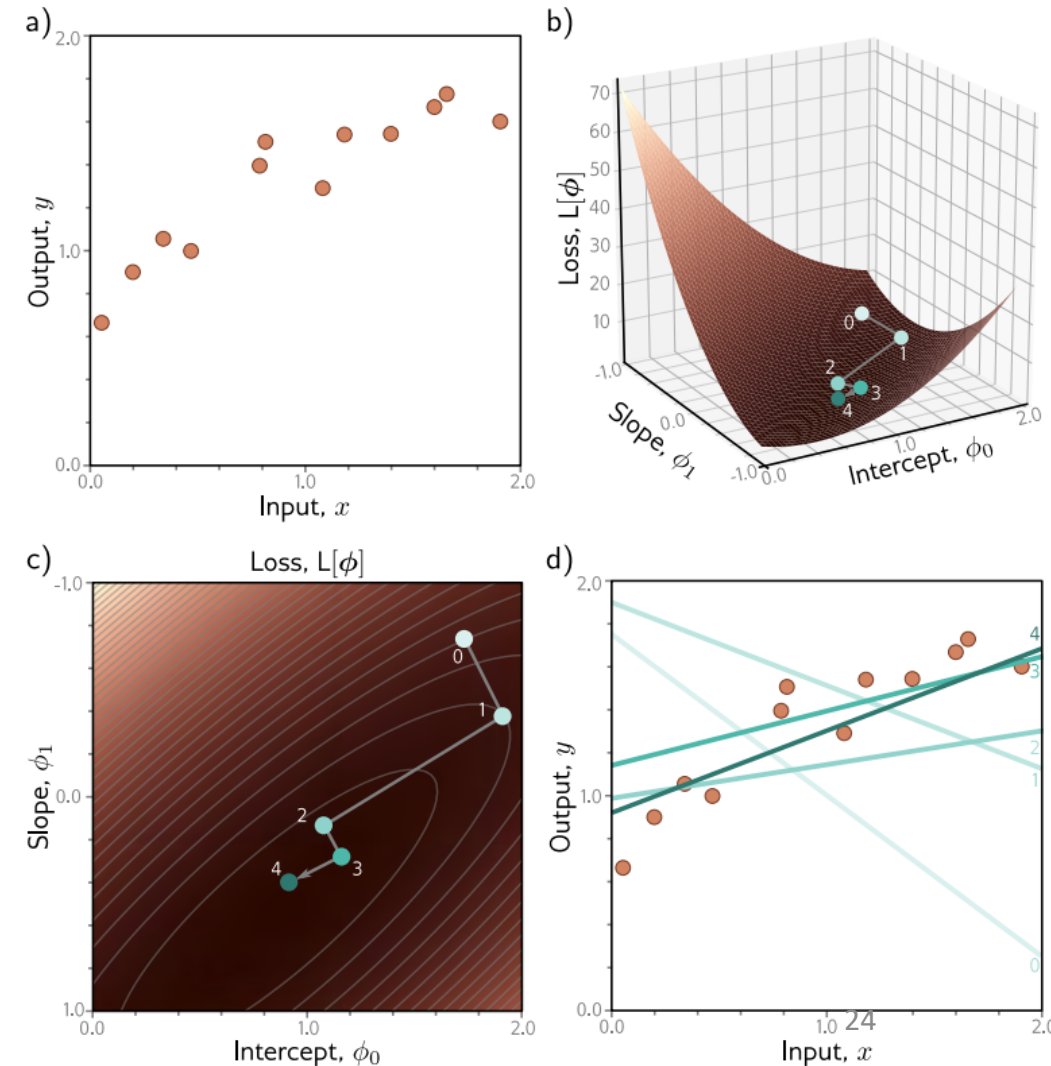 a)
2.0
1.0
0.0
Output, y
0.0 1.0 2.0
Input, x
b)
70
60
50
40
30
20
10
Loss, L[ϕ]
-1.0
0.0
-1.0
Slope, ϕ₁
0.0
1.0
2.0
Intercept, ϕ₀
0
1
2
3
4
c)
Loss, L[ϕ]
-1.0
0.0
1.0
Slope, ϕ₁
0
1
2
3
4
0.0 1.0 2.0
Intercept, ϕ₀
d)
2.0
1.0
0.0
Output, y
4
3
2
1
0
0.0 1.0 2.0
24
Input, x